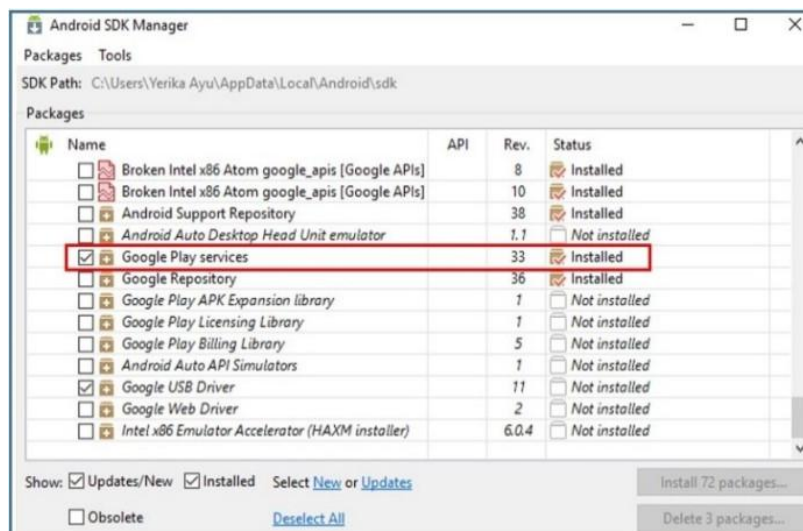 Android SDK Manager
Packages Tools
SDK Path: C:\Users\Yerika Ayu\AppData\Local\Android\sdk
Packages
Name API Rev. Status
Broken Intel x86 Atom google_apis [Google APIs] 8 Installed
Broken Intel x86 Atom google_apis [Google APIs] 10 Installed
Android Support Repository 38 Installed
Android Auto Desktop Head Unit emulator 1.1 Not installed
Google Play services 33 Installed
Google Repository 36 Installed
Google Play APK Expansion library 1 Not installed
Google Play Licensing Library 1 Not installed
Google Play Billing Library 5 Not installed
Android Auto API Simulators 1 Not installed
Google USB Driver 11 Not installed
Google Web Driver 2 Not installed
Intel x86 Emulator Accelerator (HAXM installer) 6.0.4 Not installed
Show: Updates/New Installed Select New or Updates Install 72 packages...
Obsolete Deselect All Delete 3 packages...